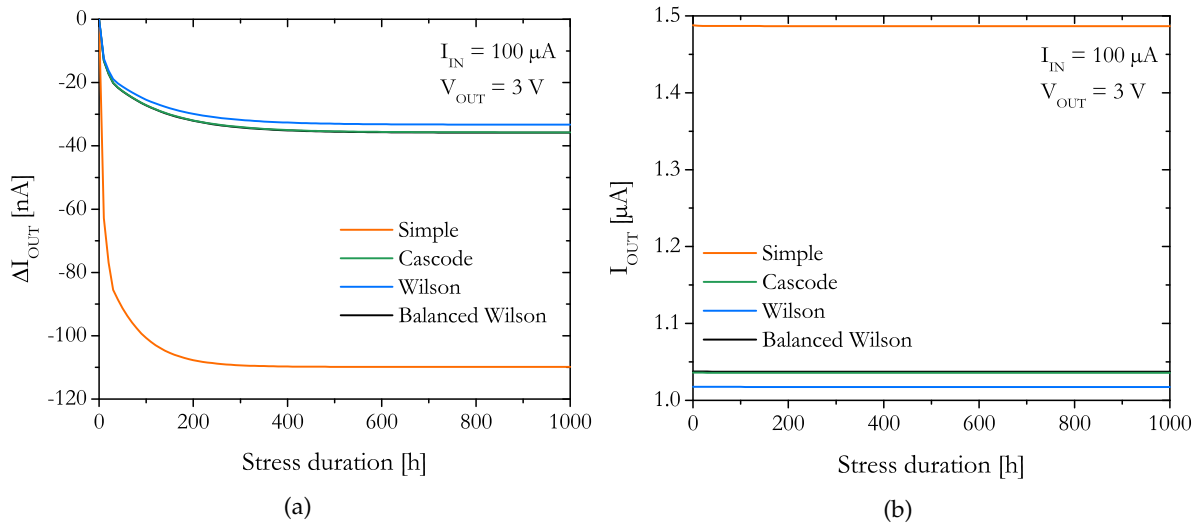 0
-20
-40
-60
-80
-100
-120
ΔI_OUT [nA]
I_IN = 100 μA
V_OUT = 3 V
Simple
Cascode
Wilson
Balanced Wilson
0
200
400
600
800
1000
Stress duration [h]
(a)
1.5
1.4
1.3
1.2
1.1
1.0
I_OUT [μA]
I_IN = 100 μA
V_OUT = 3 V
Simple
Cascode
Wilson
Balanced Wilson
0
200
400
600
800
1000
Stress duration [h]
(b)